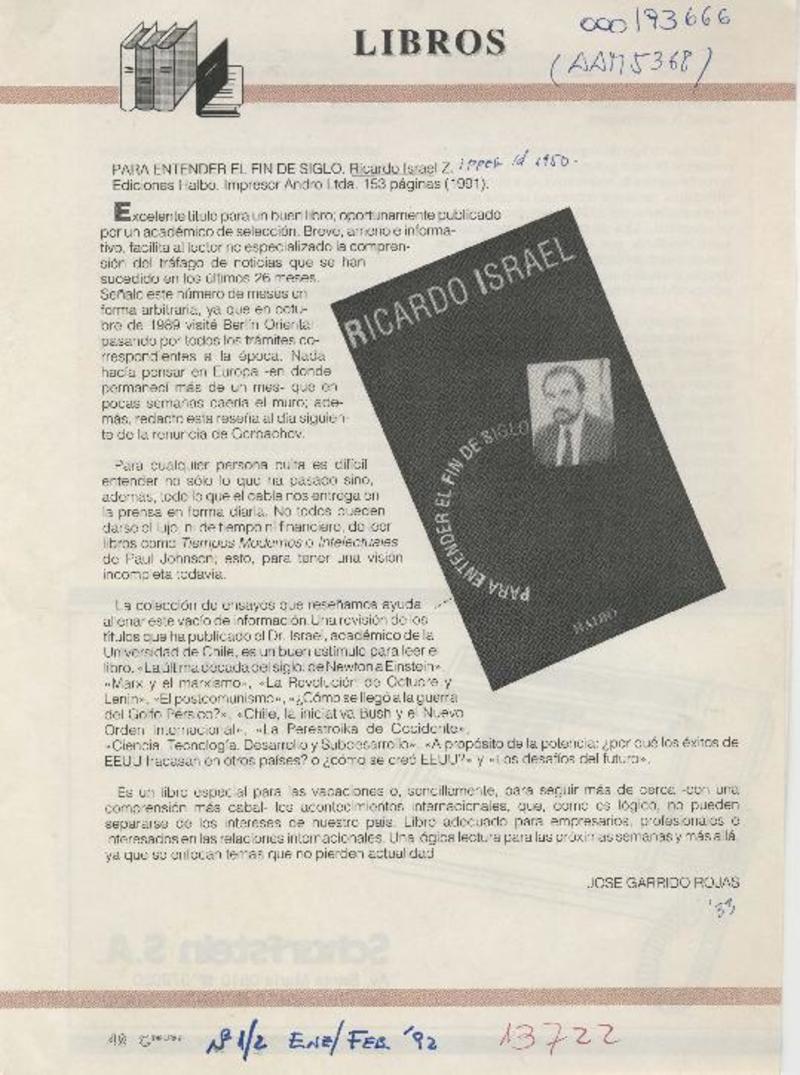 LIBROS
000193666
(AAM5368)
PARA ENTENDER EL FIN DE SIGLO. Ricardo Israel Z. 1950.
Ediciones Halbo. Impresor Andro Ltda. 153 páginas (1991).
Excelente título para un buen libro; oportunamente publicado
por un académico de selección. Breve, ameno e informa-
tivo, facilita al lector no especializado la compren-
sión del tráfago de noticias que se han
sucedido en los últimos 26 meses.
Señalo este número de meses en
forma arbitraria, ya que en octu-
bre de 1989 visité Berlín Oriental
pasando por todos los trámites co-
rrespondientes a la época. Nada
hacía pensar en Europa -en donde
permanecí más de un mes- que en
pocas semanas caería el muro; ade-
más, redacto esta reseña al día siguien-
te de la renuncia de Gorbachov.
Para cualquier persona culta es difícil
entender no sólo lo que ha pasado sino,
además, todo lo que el cable nos entrega en
la prensa en forma diaria. No todos pueden
darse el lujo, ni de tiempo ni financiero, de leer
libros como Tiempos Modernos o Intelectuales
de Paul Johnson; esto, para tener una visión
incompleta todavía.
La colección de ensayos que reseñamos ayuda
a llenar este vacío de información. Una revisión de los
títulos que ha publicado el Dr. Israel, académico de la
Universidad de Chile, es un buen estímulo para leer el
libro. «La última década del siglo: de Newton a Einstein»,
«Marx y el marxismo», «La Revolución de Octubre y
Lenin», «El postcomunismo», «¿Cómo se llegó a la guerra
del Golfo Pérsico?», «Chile, la iniciativa Bush y el Nuevo
Orden Internacional», «La Perestroika de Occidente»,
«Ciencia, Tecnología, Desarrollo y Subdesarrollo», «A propósito de la potencia: ¿por qué los éxitos de
EEUU fracasan en otros países? o ¿cómo se creó EEUU?» y «Los desafíos del futuro».
Es un libro especial para las vacaciones o, sencillamente, para seguir más de cerca -con una
comprensión más cabal- los acontecimientos internacionales, que, como es lógico, no pueden
separarse de los intereses de nuestro país. Libro adecuado para empresarios, profesionales e
interesados en las relaciones internacionales. Una lógica lectura para las próximas semanas y más allá,
ya que se enfocan temas que no pierden actualidad
JOSE GARRIDO ROJAS
RICARDO ISRAEL
PARA ENTENDER EL FIN DE SIGLO
HALBO
Scharfstein S.A.
48
Nº 1/2 ENE/FEB. '92
13722